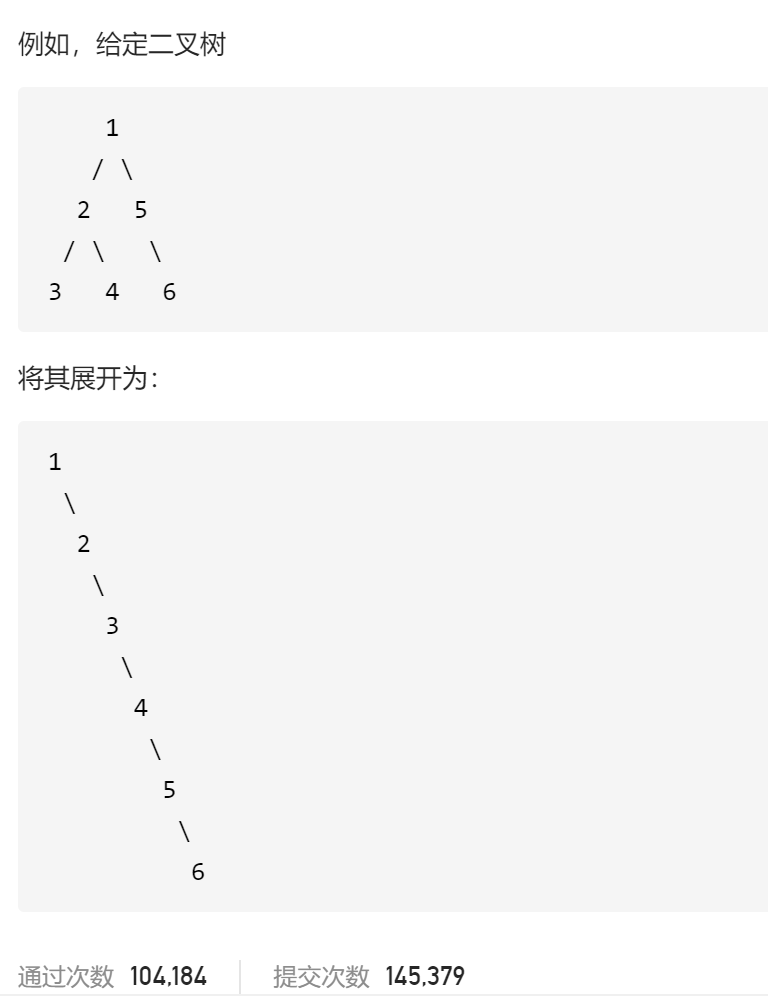 例如，给定二叉树
    1
   / \
  2   5
 / \   \
3   4   6
将其展开为：
1
 \
  2
   \
    3
     \
      4
       \
        5
         \
          6
通过次数 104,184 提交次数 145,379